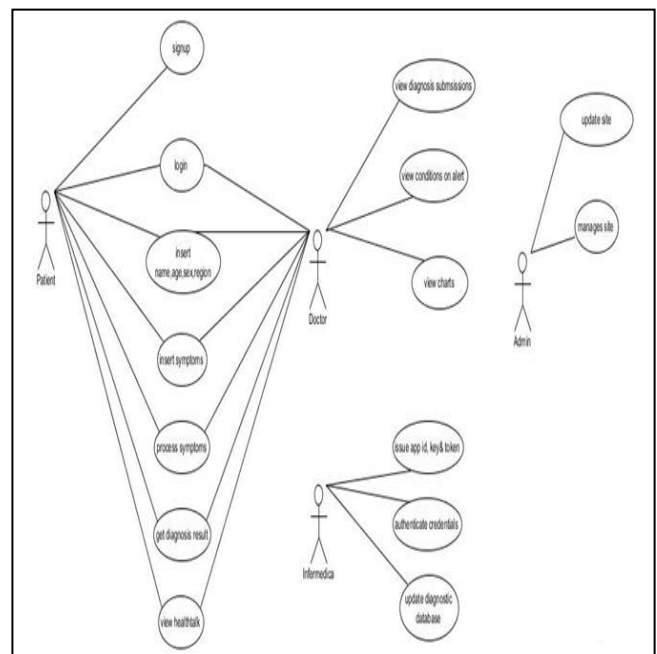 signup
view diagnosis submsissions
update site
login
view conditions on alert
manages site
insert
name,age,sex,region
Patient
view charts
Doctor
Admin
insert symptoms
process symptoms
issue app id, key& token
get diagnosis result
authenticate credentials
Infermedica
update diagnostic
database
view healthtalk